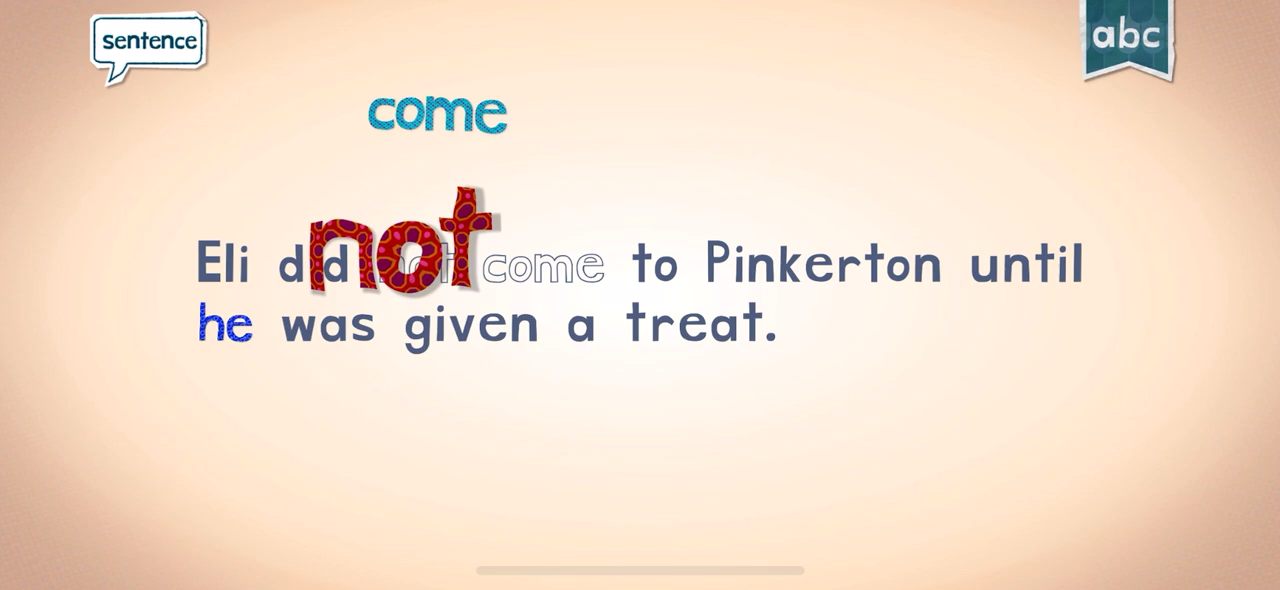 sentence
abc
come
Eli did not come to Pinkerton until
he was given a treat.